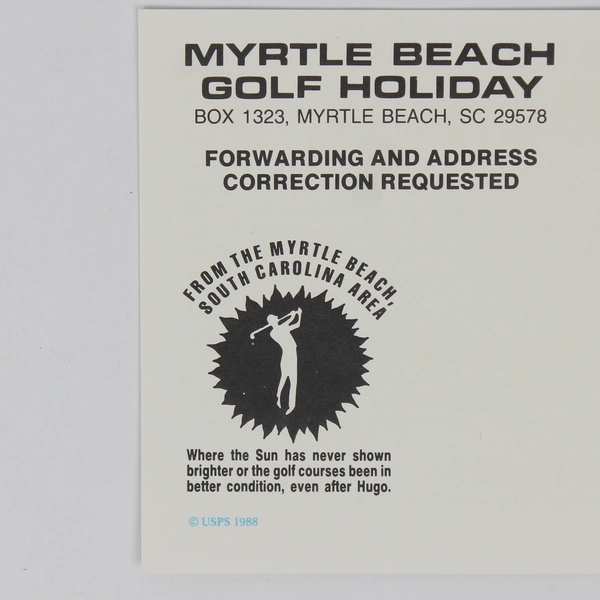 MYRTLE BEACH
GOLF HOLIDAY
BOX 1323, MYRTLE BEACH, SC 29578
FORWARDING AND ADDRESS
CORRECTION REQUESTED
FROM THE MYRTLE BEACH,
SOUTH CAROLINA AREA
Where the Sun has never shown
brighter or the golf courses been in
better condition, even after Hugo.
© USPS 1988